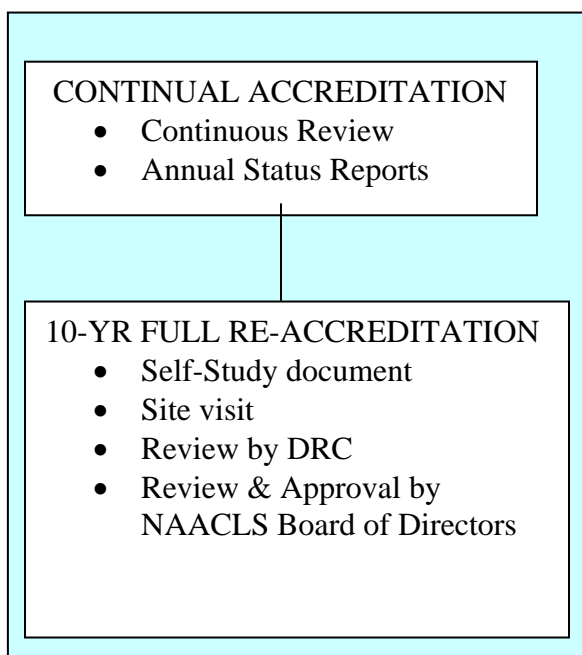 CONTINUAL ACCREDITATION
• Continuous Review
• Annual Status Reports
10-YR FULL RE-ACCREDITATION
• Self-Study document
• Site visit
• Review by DRC
• Review & Approval by
NAACLS Board of Directors